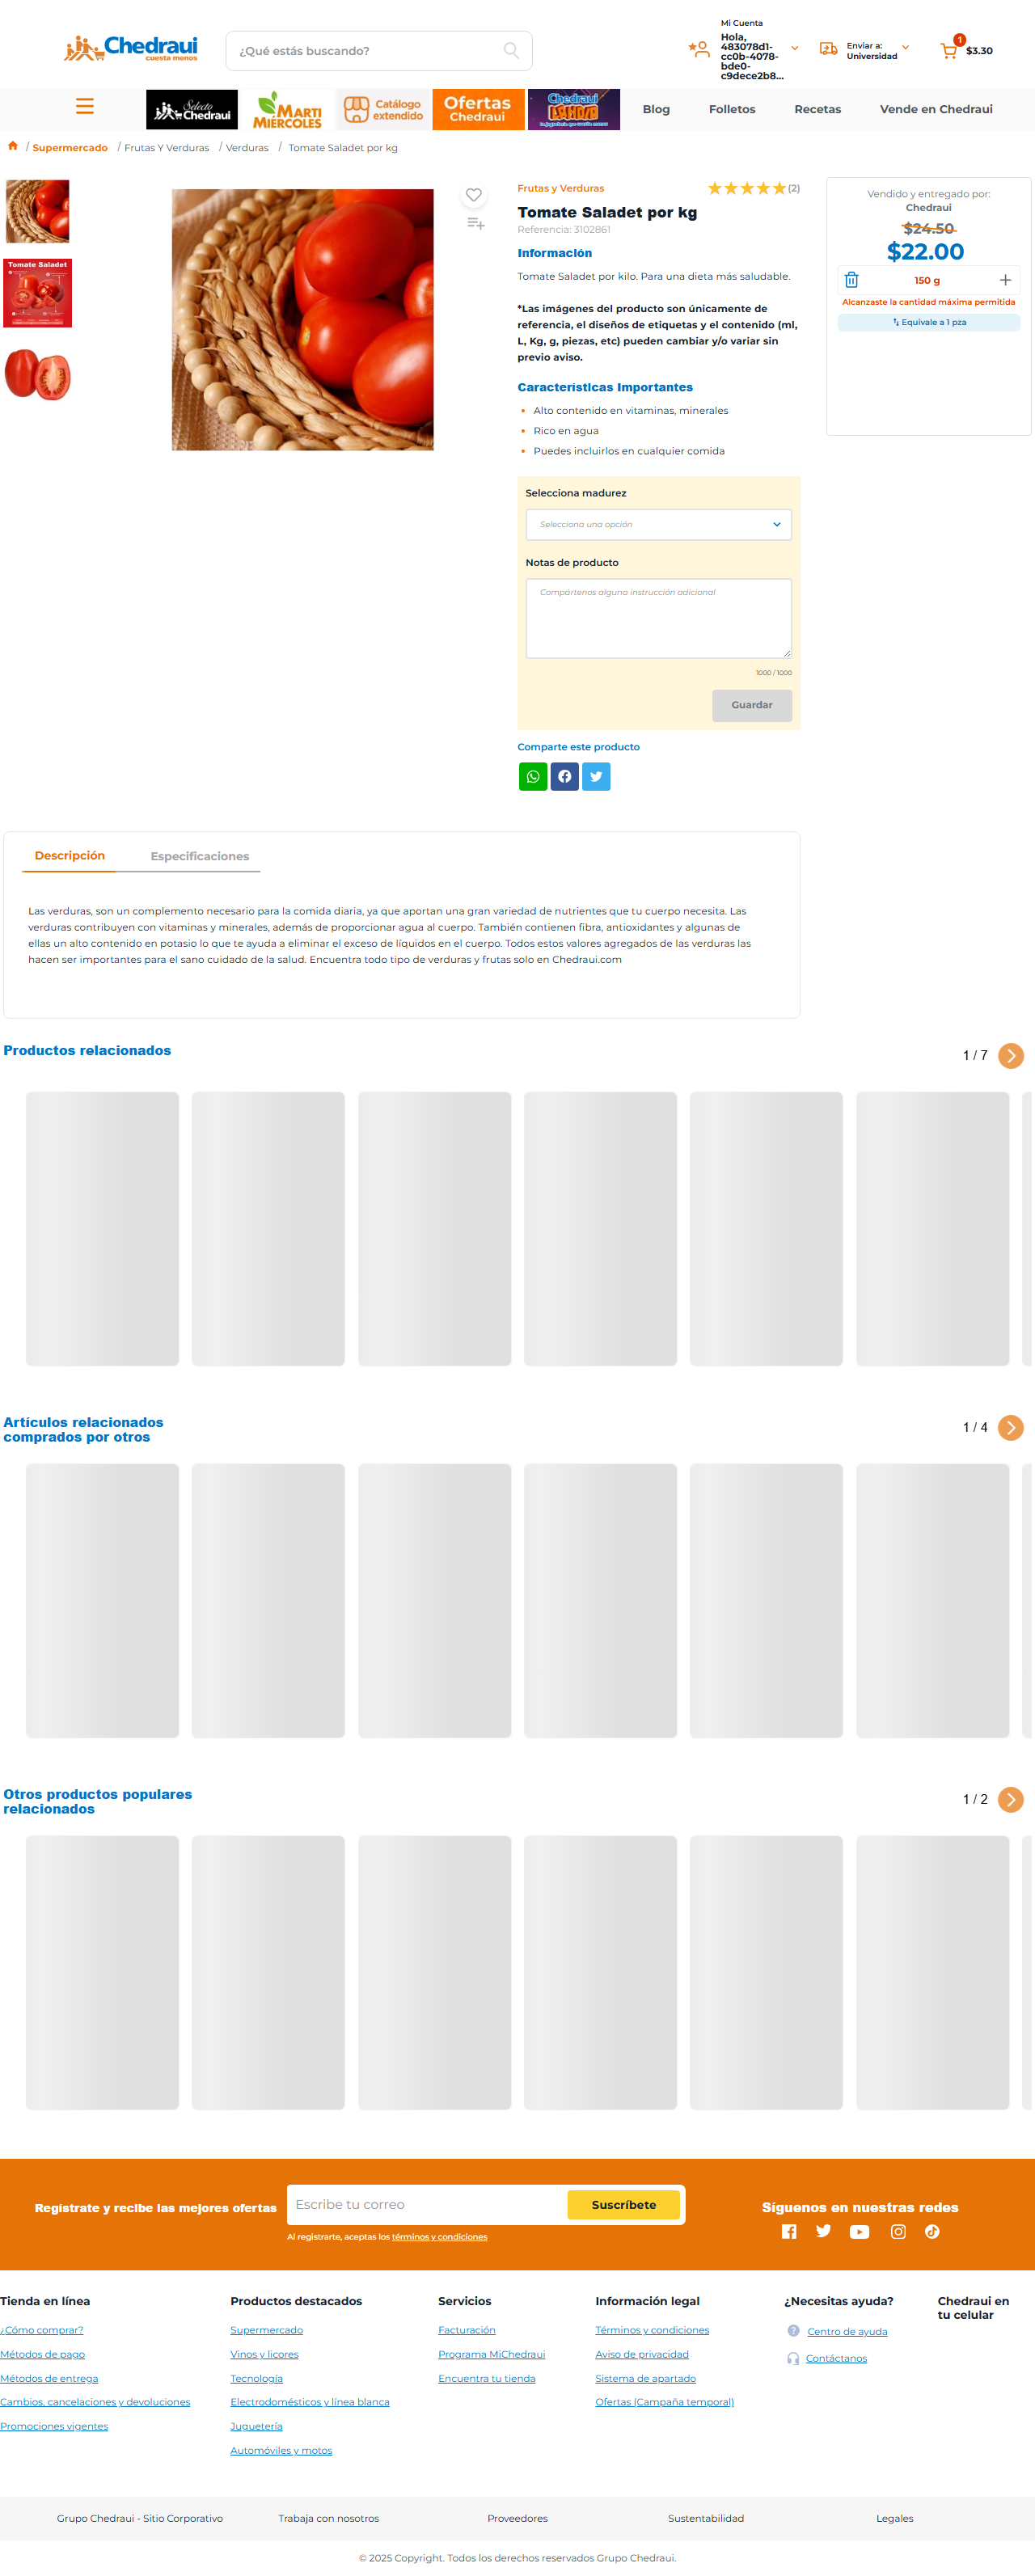 Chedraui
cuesta menos
¿Qué estás buscando?
Mi Cuenta
Hola,
483078d1-
cc0b-4078-
bde0-
c9dece2b8...
Enviar a:
Universidad
1
$3.30
Selecto
Chedraui
MARTI
MIÉRCOLES
Catálogo
extendido
Ofertas
Chedraui
Chedraui
Blog
Folletos
Recetas
Vende en Chedraui
/ Supermercado / Frutas Y Verduras / Verduras / Tomate Saladet por kg
Tomate Saladet
Frutas y Verduras
(2)
Tomate Saladet por kg
Referencia: 3102861
Información
Tomate Saladet por kilo. Para una dieta más saludable.
*Las imágenes del producto son únicamente de
referencia, el diseños de etiquetas y el contenido (ml,
L, Kg, g, piezas, etc) pueden cambiar y/o variar sin
previo aviso.
Características Importantes
• Alto contenido en vitaminas, minerales
• Rico en agua
• Puedes incluirlos en cualquier comida
Selecciona madurez
Selecciona una opción
Notas de producto
Compártenos alguna instrucción adicional
1000 / 1000
Guardar
Comparte este producto
Vendido y entregado por:
Chedraui
$24.50
$22.00
150 g
Alcanzaste la cantidad máxima permitida
Equivale a 1 pza
Descripción
Especificaciones
Las verduras, son un complemento necesario para la comida diaria, ya que aportan una gran variedad de nutrientes que tu cuerpo necesita. Las
verduras contribuyen con vitaminas y minerales, además de proporcionar agua al cuerpo. También contienen fibra, antioxidantes y algunas de
ellas un alto contenido en potasio lo que te ayuda a eliminar el exceso de líquidos en el cuerpo. Todos estos valores agregados de las verduras las
hacen ser importantes para el sano cuidado de la salud. Encuentra todo tipo de verduras y frutas solo en Chedraui.com
Productos relacionados
1 / 7
Artículos relacionados
comprados por otros
1 / 4
Otros productos populares
relacionados
1 / 2
Regístrate y recibe las mejores ofertas
Escribe tu correo
Suscríbete
Al registrarte, aceptas los términos y condiciones
Síguenos en nuestras redes
Tienda en línea
¿Cómo comprar?
Métodos de pago
Métodos de entrega
Cambios, cancelaciones y devoluciones
Promociones vigentes
Productos destacados
Supermercado
Vinos y licores
Tecnología
Electrodomésticos y línea blanca
Juguetería
Automóviles y motos
Servicios
Facturación
Programa MiChedraui
Encuentra tu tienda
Información legal
Términos y condiciones
Aviso de privacidad
Sistema de apartado
Ofertas (Campaña temporal)
¿Necesitas ayuda?
Centro de ayuda
Contáctanos
Chedraui en
tu celular
Grupo Chedraui - Sitio Corporativo
Trabaja con nosotros
Proveedores
Sustentabilidad
Legales
© 2025 Copyright. Todos los derechos reservados Grupo Chedraui.